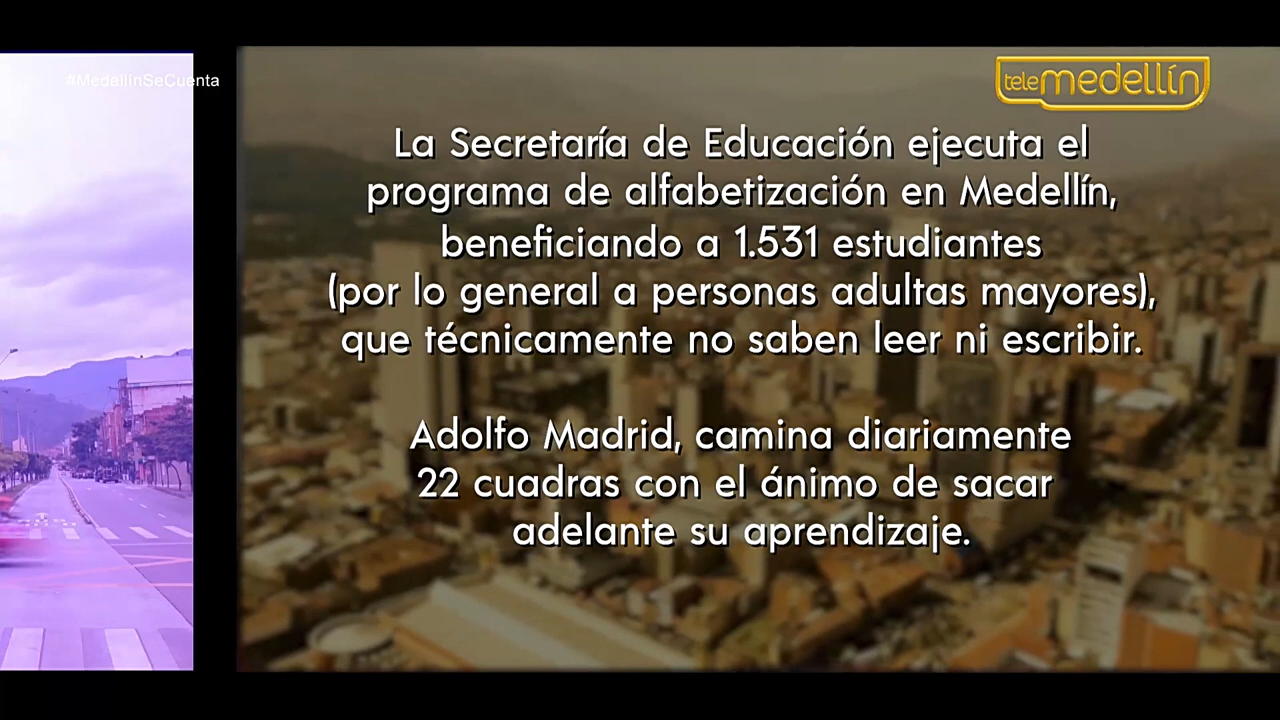 #MedellínSeCuenta
telemedellín
La Secretaría de Educación ejecuta el
programa de alfabetización en Medellín,
beneficiando a 1.531 estudiantes
(por lo general a personas adultas mayores),
que técnicamente no saben leer ni escribir.
Adolfo Madrid, camina diariamente
22 cuadras con el ánimo de sacar
adelante su aprendizaje.